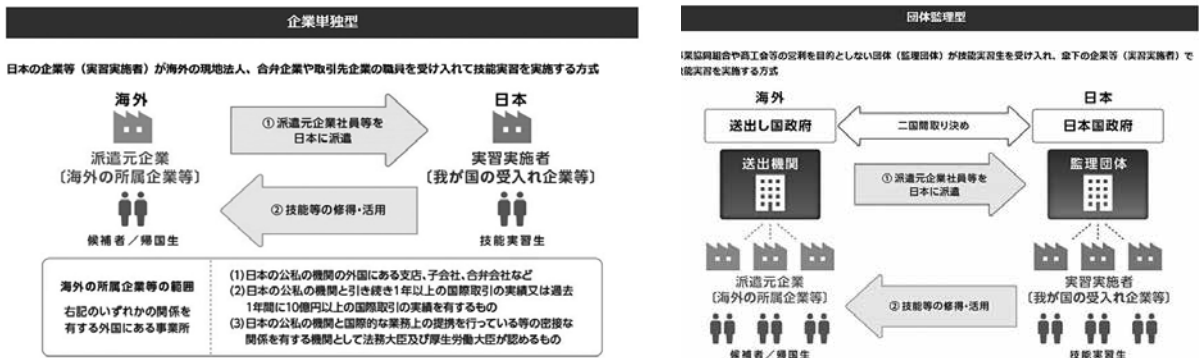 企業単独型
日本の企業等（実習実施者）が海外の現地法人、合弁企業や取引先企業の職員を受け入れて技能実習を実施する方式
海外
日本
① 派遣元企業社員等を
日本に派遣
派遣元企業
〔海外の所属企業等〕
実習実施者
〔我が国の受入れ企業等〕
② 技能等の修得・活用
候補者／帰国生
技能実習生
海外の所属企業等の範囲
右記のいずれかの関係を
有する外国にある事業所
(1)日本の公私の機関の外国にある支店、子会社、合弁会社など
(2)日本の公私の機関と引き続き1年以上の国際取引の実績又は過去
1年間に10億円以上の国際取引の実績を有するもの
(3)日本の公私の機関と国際的な業務上の提携を行っている等の密接な
関係を有する機関として法務大臣及び厚生労働大臣が認めるもの
団体監理型
業協同組合や商工会等の営利を目的としない団体（監理団体）が技能実習生を受け入れ、傘下の企業等（実習実施者）で
能実習を実施する方式
海外
日本
送出し国政府
二国間取り決め
日本国政府
送出機関
① 派遣元企業社員等を
日本に派遣
監理団体
派遣元企業
〔海外の所属企業等〕
実習実施者
〔我が国の受入れ企業等〕
② 技能等の修得・活用
候補者／帰国生
技能実習生